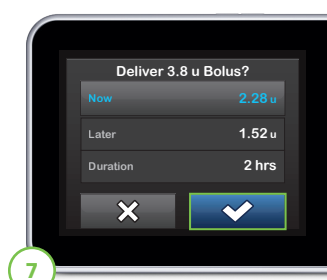 Deliver 3.8 u Bolus?
Now 2.28 u
Later 1.52 u
Duration 2 hrs
7